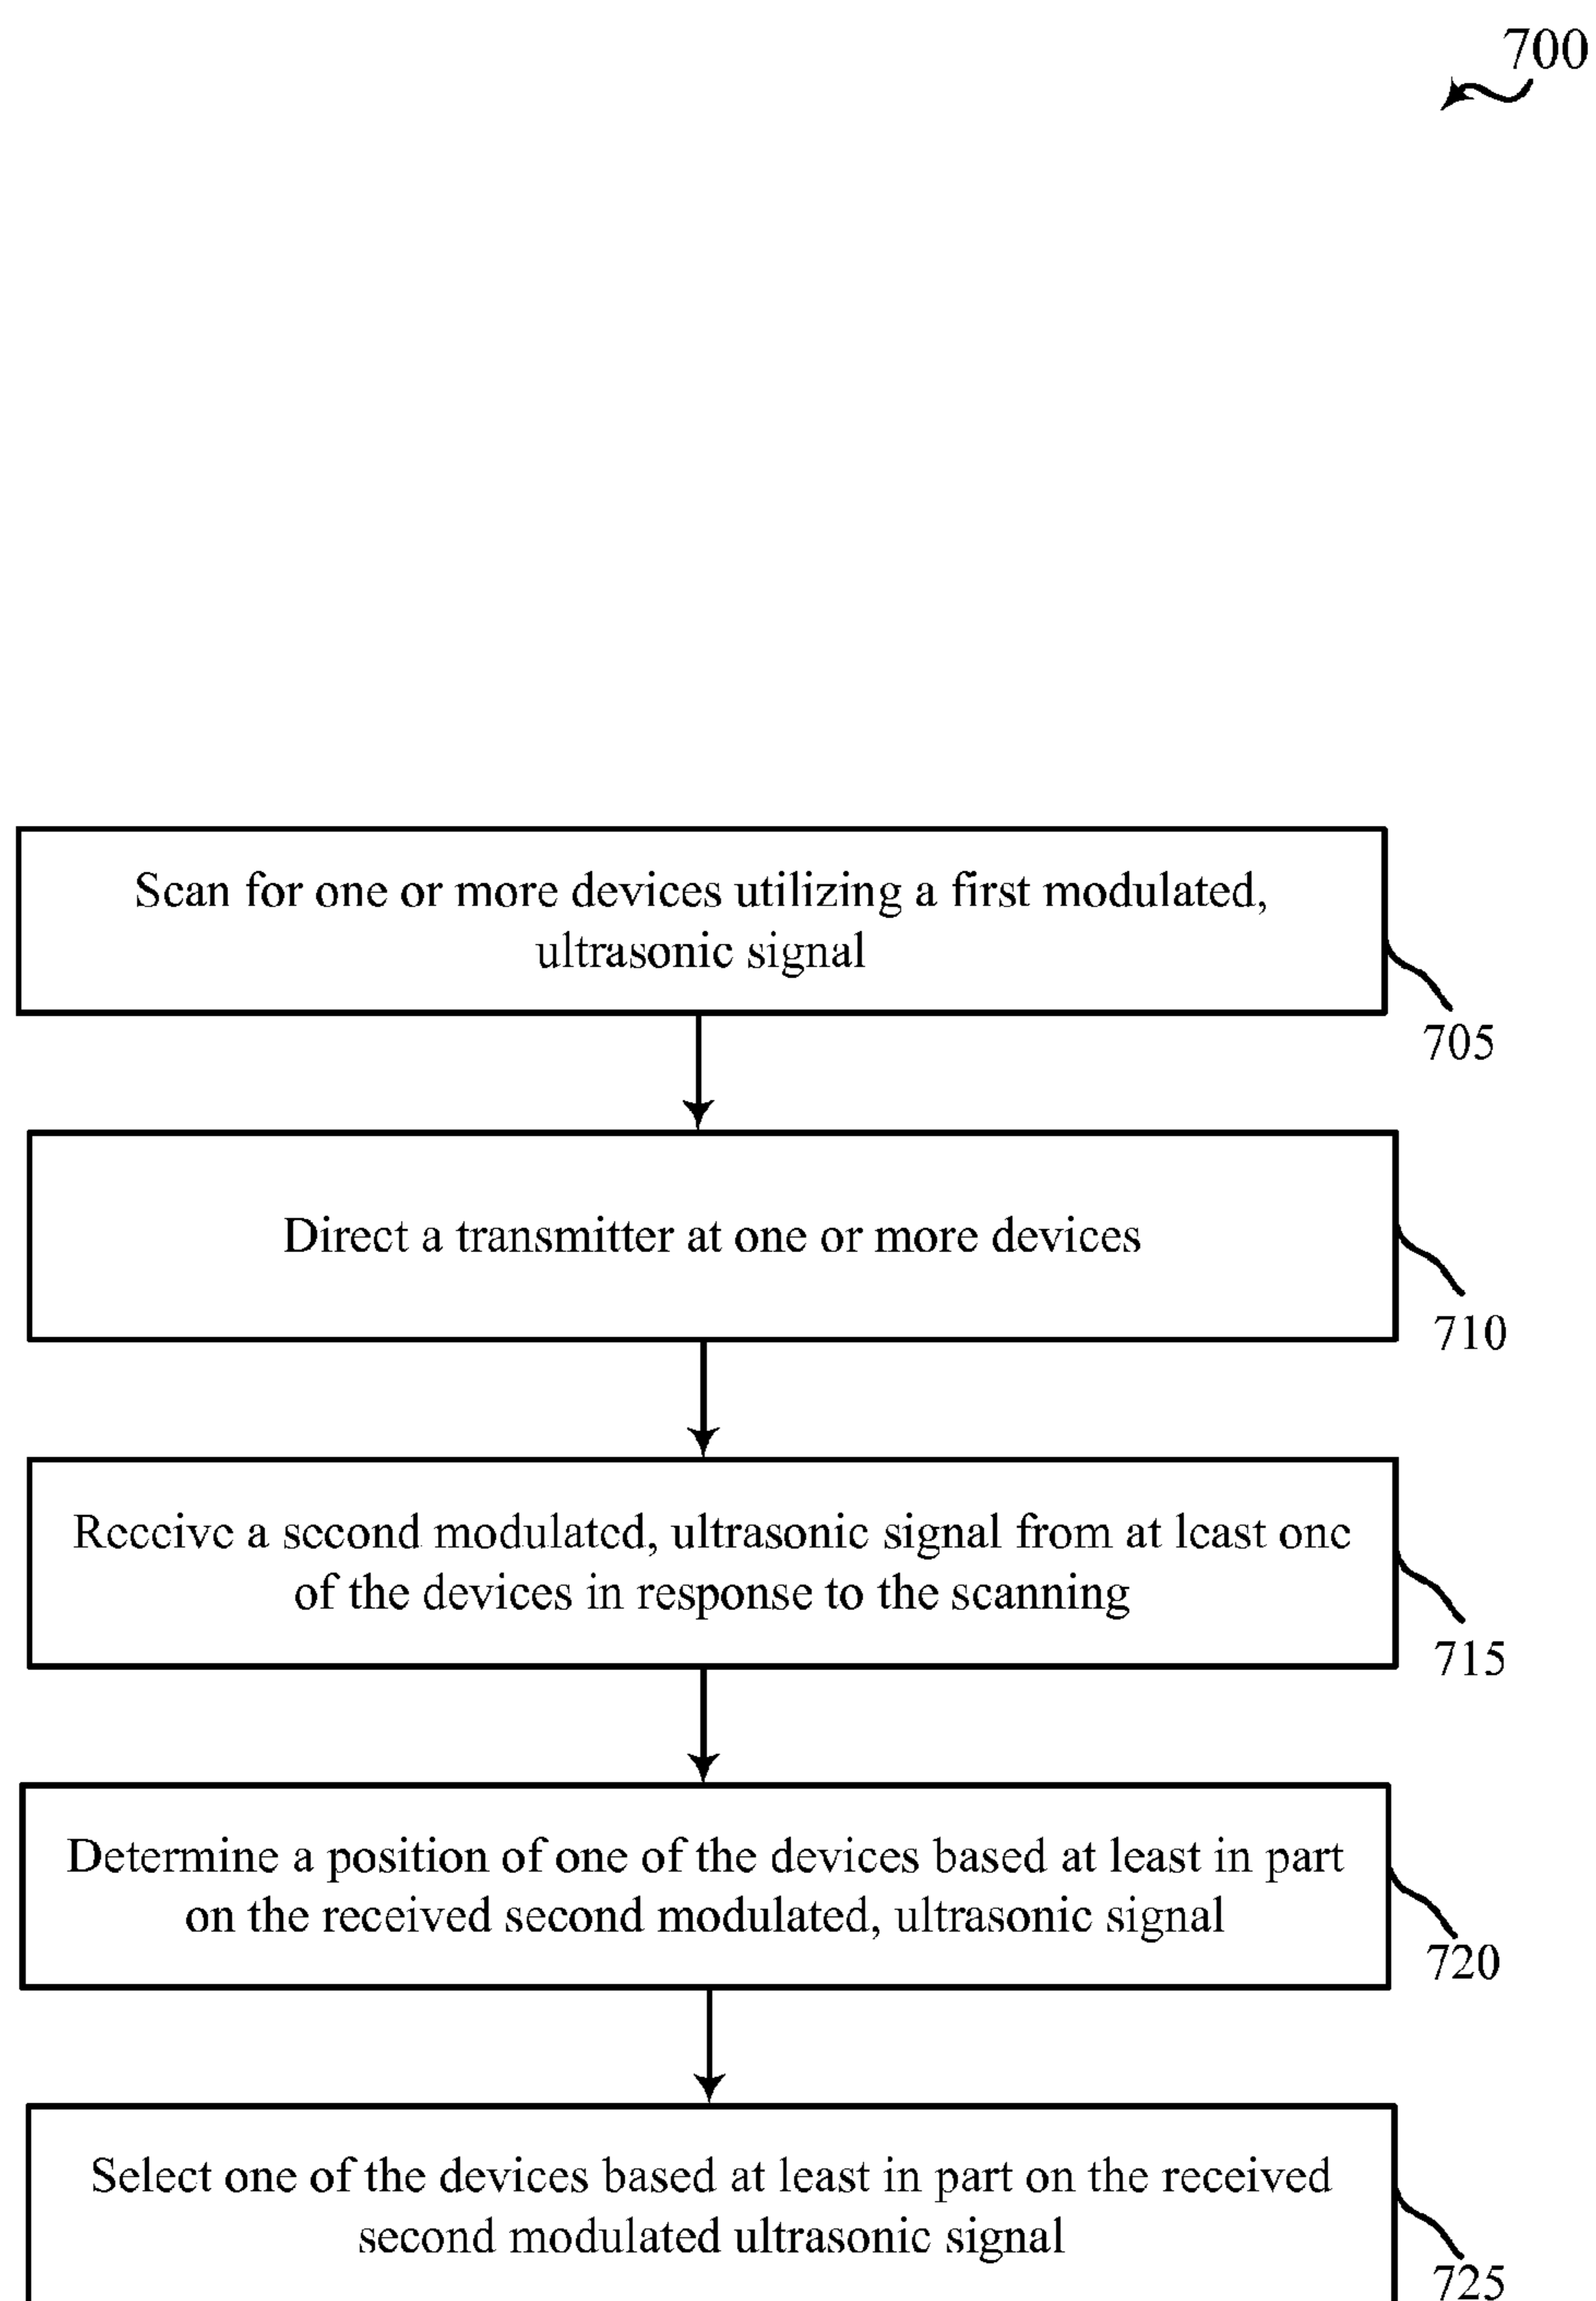 700
Scan for one or more devices utilizing a first modulated,
ultrasonic signal
705
Direct a transmitter at one or more devices
710
Receive a second modulated, ultrasonic signal from at least one
of the devices in response to the scanning
715
Determine a position of one of the devices based at least in part
on the received second modulated, ultrasonic signal
720
Select one of the devices based at least in part on the received
second modulated ultrasonic signal
725